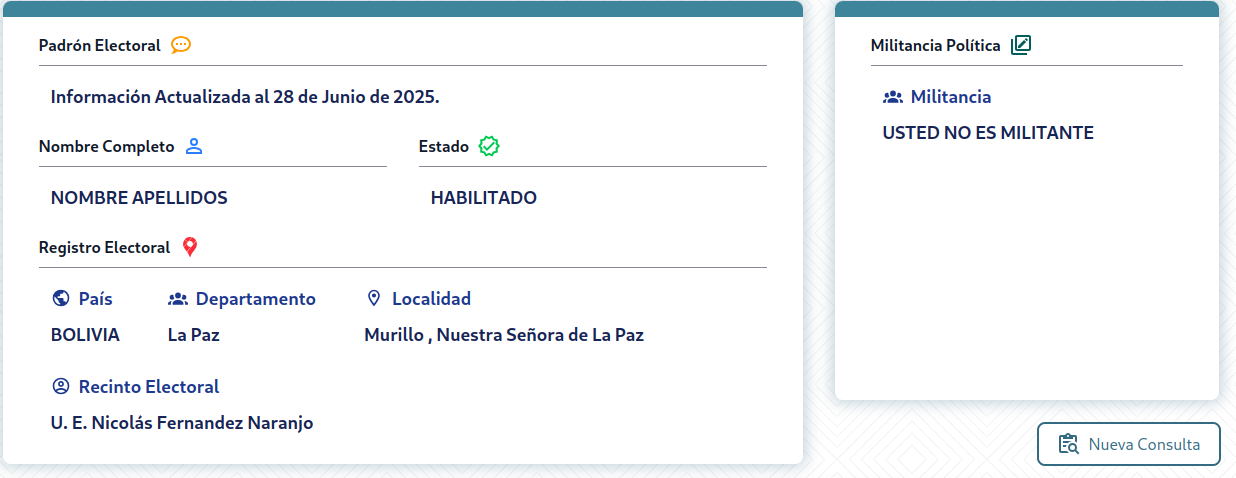 Padrón Electoral
Información Actualizada al 28 de Junio de 2025.
Nombre Completo
NOMBRE APELLIDOS
Estado
HABILITADO
Registro Electoral
País
BOLIVIA
Departamento
La Paz
Localidad
Murillo , Nuestra Señora de La Paz
Recinto Electoral
U. E. Nicolás Fernandez Naranjo
Militancia Política
Militancia
USTED NO ES MILITANTE
Nueva Consulta